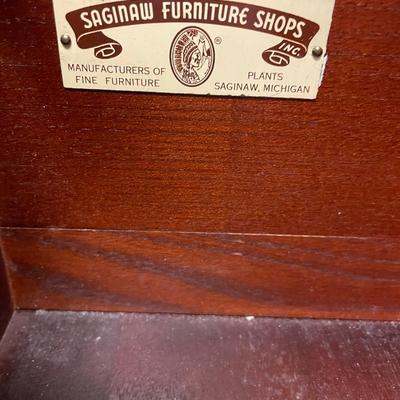 SAGINAW FURNITURE SHOPS
INC.
MANUFACTURERS OF
FINE FURNITURE
®
PLANTS
SAGINAW, MICHIGAN